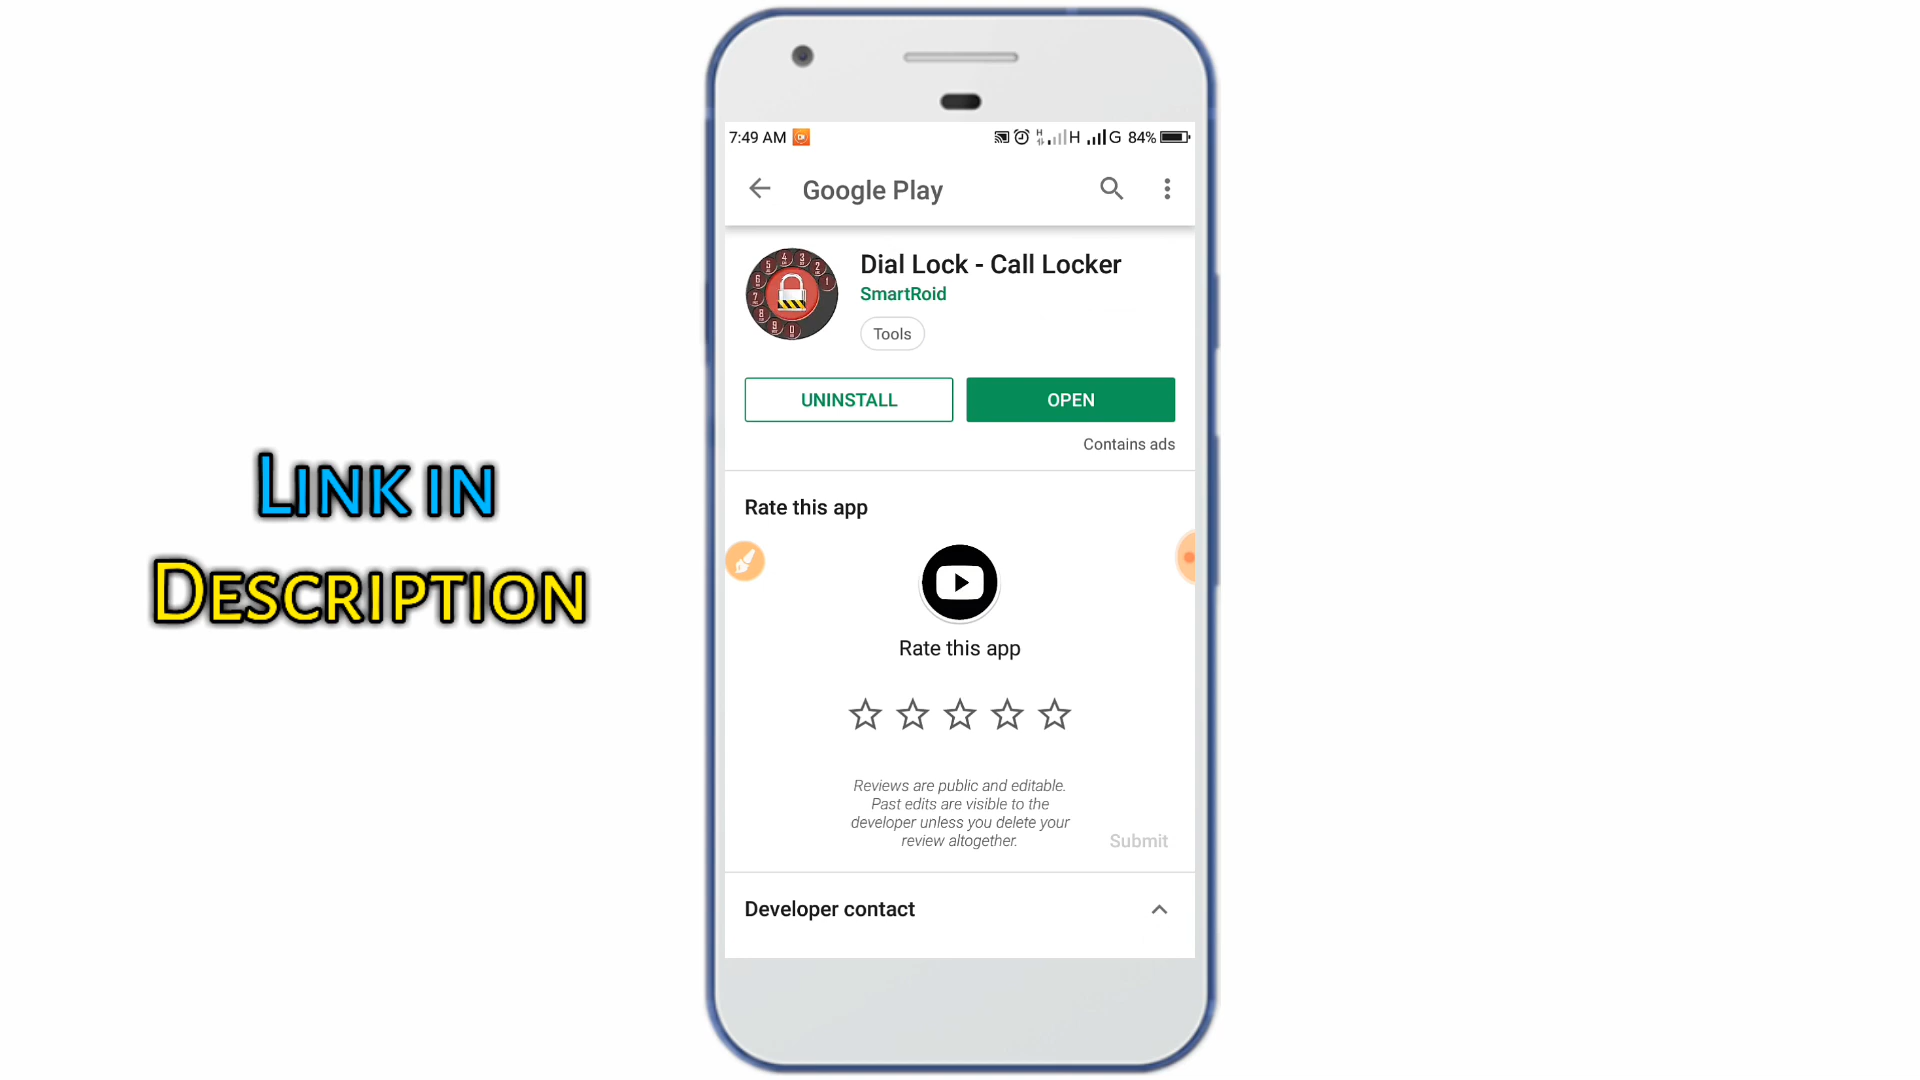 7:49 AM
H H G 84%
Google Play
Dial Lock - Call Locker
SmartRoid
Tools
UNINSTALL
OPEN
Contains ads
LINK IN
DESCRIPTION
Rate this app
Rate this app
Reviews are public and editable.
Past edits are visible to the
developer unless you delete your
review altogether.
Submit
Developer contact